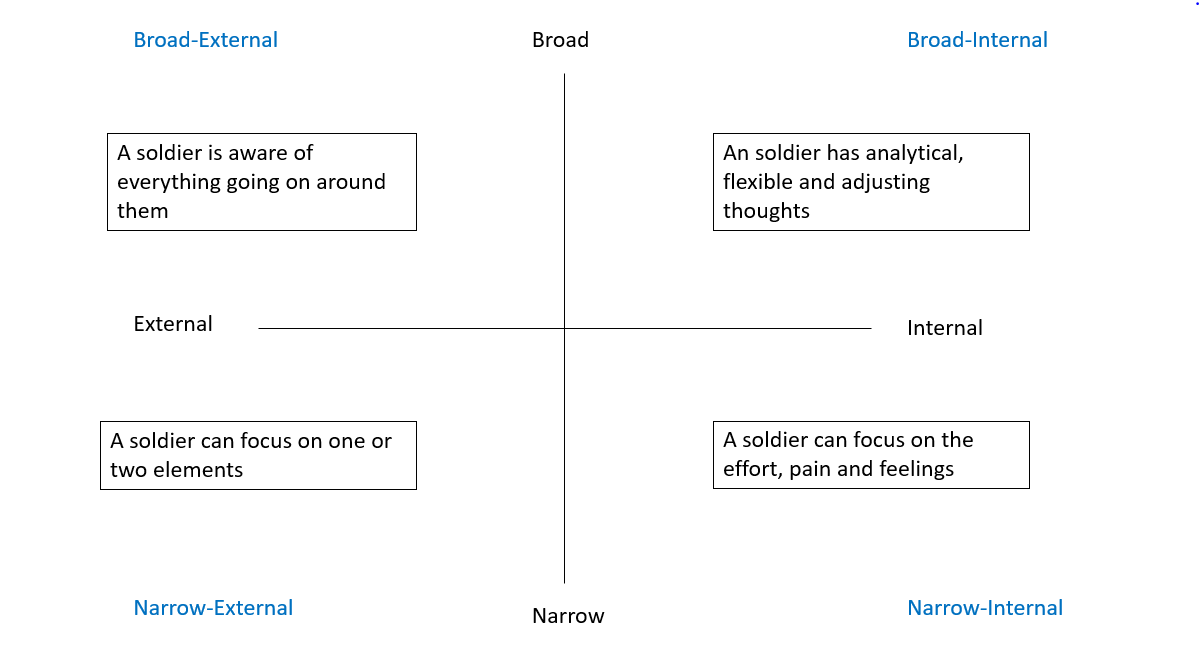 Broad-External
Broad
Broad-Internal
A soldier is aware of
everything going on around
them
An soldier has analytical,
flexible and adjusting
thoughts
External
Internal
A soldier can focus on one or
two elements
A soldier can focus on the
effort, pain and feelings
Narrow-External
Narrow
Narrow-Internal